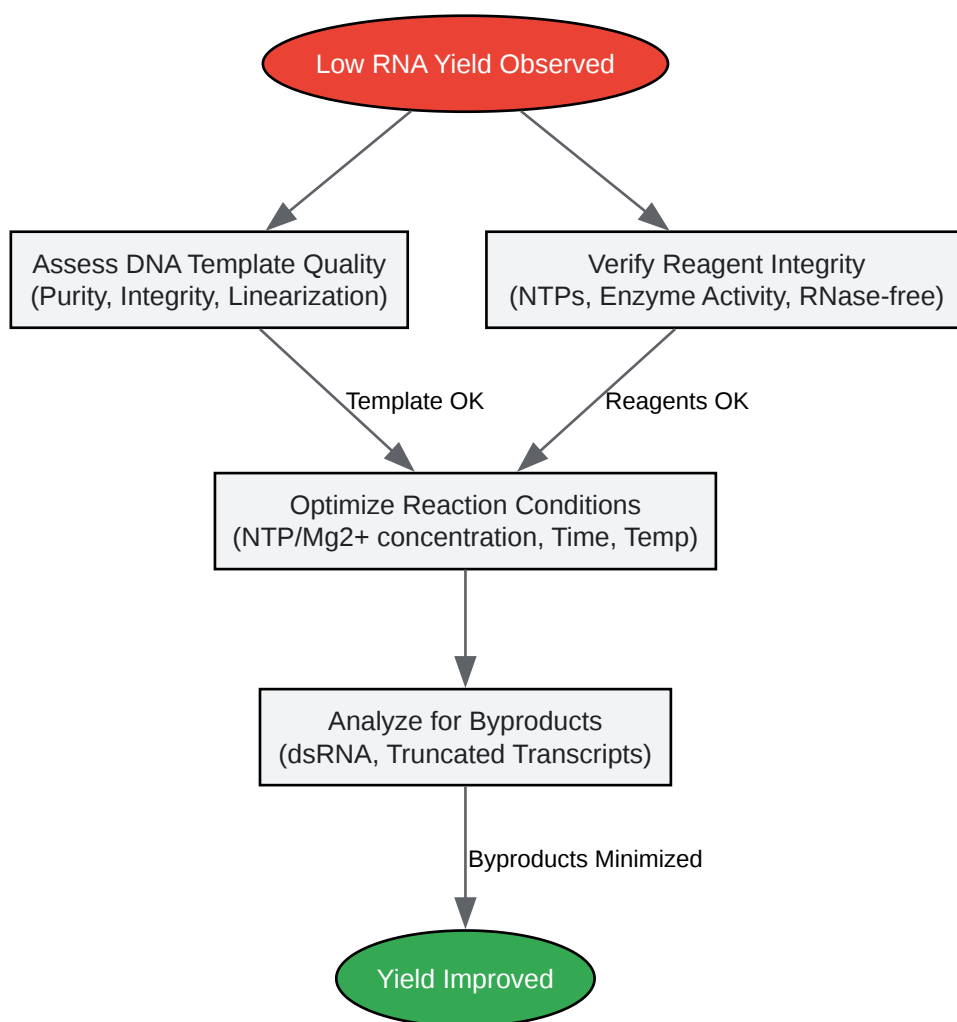 Low RNA Yield Observed
Assess DNA Template Quality
(Purity, Integrity, Linearization)
Verify Reagent Integrity
(NTPs, Enzyme Activity, RNase-free)
Template OK
Reagents OK
Optimize Reaction Conditions
(NTP/Mg2+ concentration, Time, Temp)
Analyze for Byproducts
(dsRNA, Truncated Transcripts)
Byproducts Minimized
Yield Improved